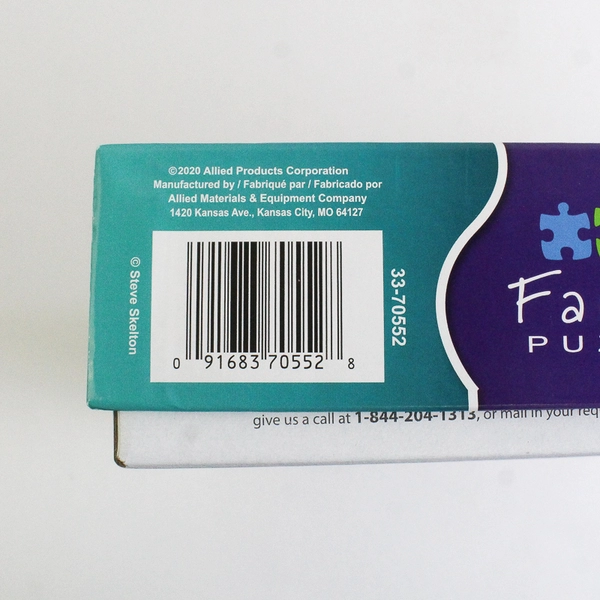 ©2020 Allied Products Corporation
Manufactured by / Fabriqué par / Fabricado por
Allied Materials & Equipment Company
1420 Kansas Ave., Kansas City, MO 64127
© Steve Skelton
0 91683 70552 8
33-70552
Fa
PUZ
give us a call at 1-844-204-1313, or mail in your req